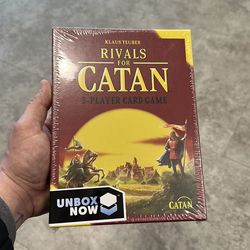 KLAUS TEUBER
RIVALS
FOR
CATAN
2-PLAYER CARD GAME
UNBOX
NOW
CATAN